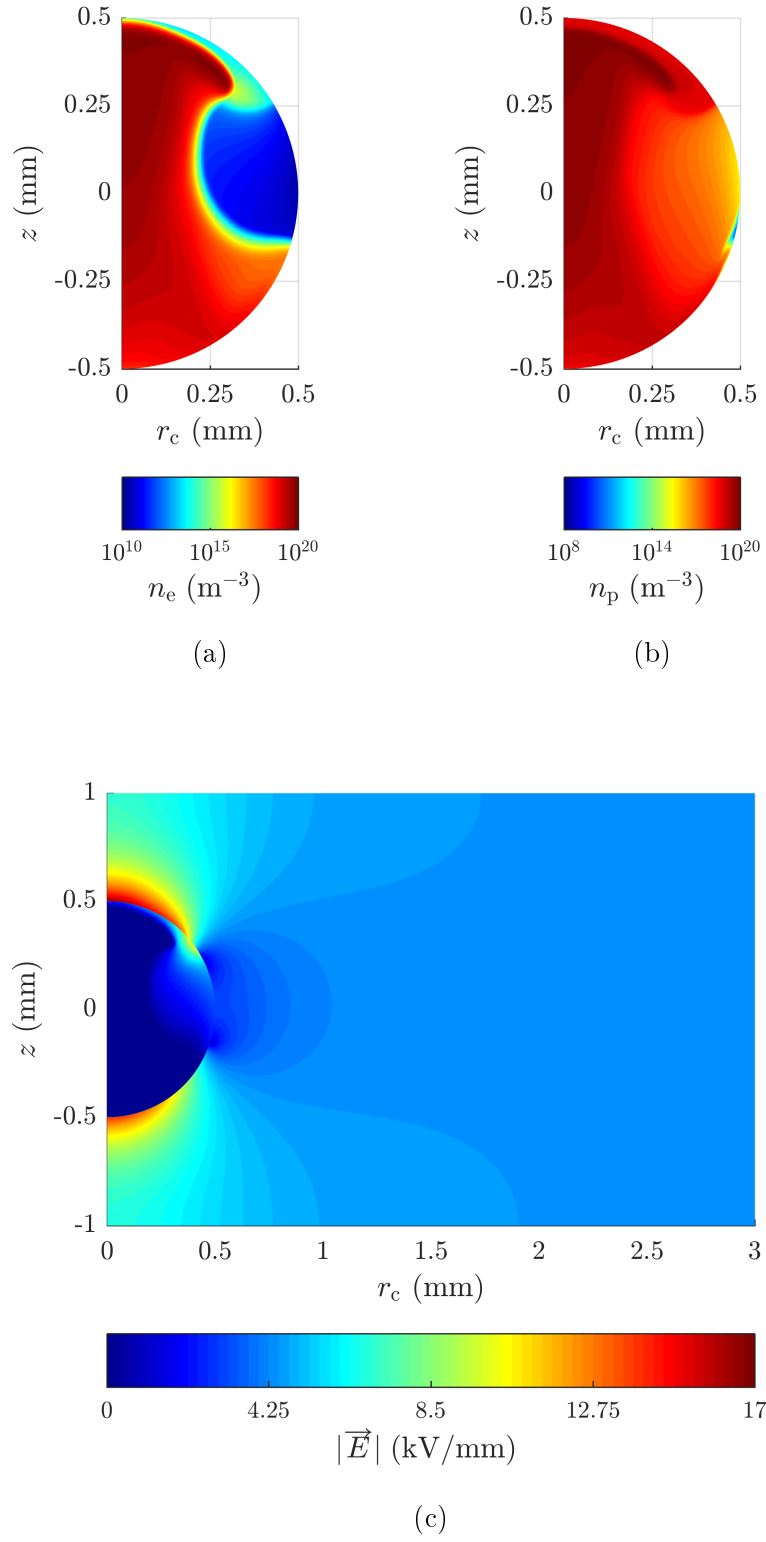 0.5
0.25
0
-0.25
-0.5
z (mm)
0 0.25 0.5
r_c (mm)
10^10 10^15 10^20
n_e (m^−3)
(a)
0.5
0.25
0
-0.25
-0.5
z (mm)
0 0.25 0.5
r_c (mm)
10^8 10^14 10^20
n_p (m^−3)
(b)
1
0.5
0
-0.5
-1
z (mm)
0 0.5 1 1.5 2 2.5 3
r_c (mm)
0 4.25 8.5 12.75 17
|E⃗| (kV/mm)
(c)